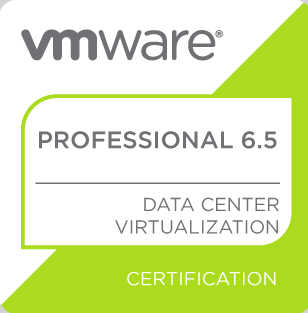 vmware®
PROFESSIONAL 6.5
DATA CENTER
VIRTUALIZATION
CERTIFICATION